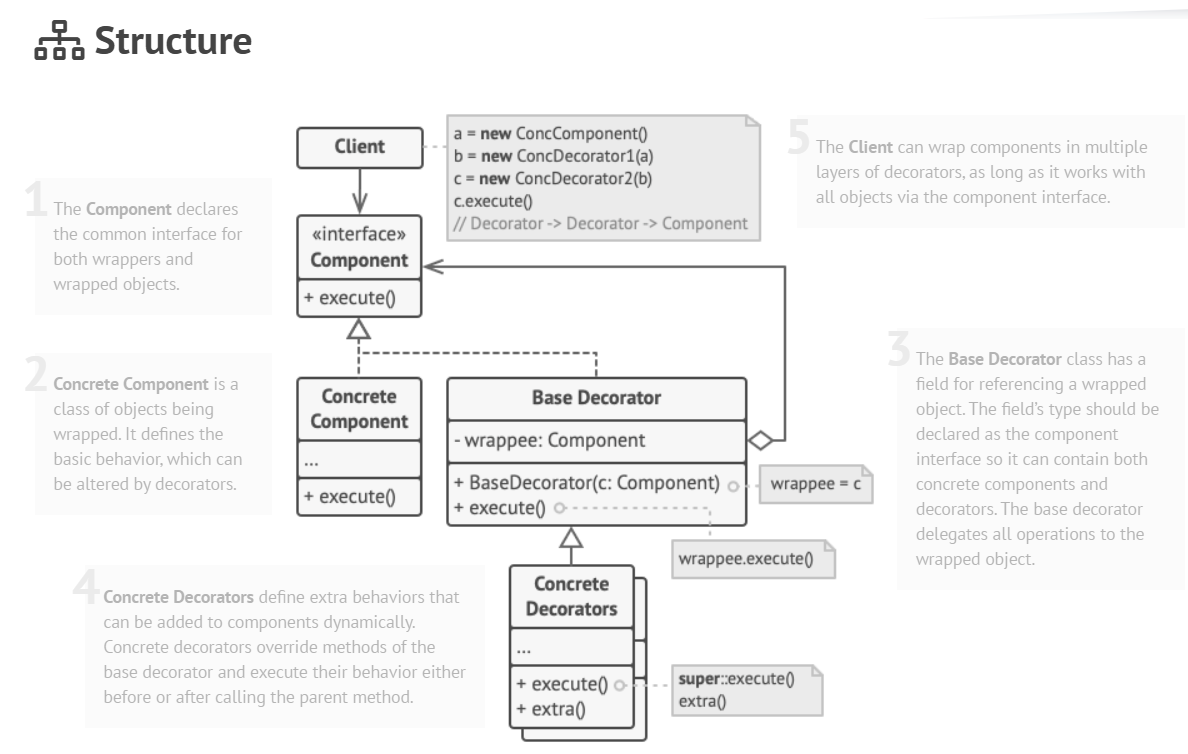 Structure
Client
a = new ConcComponent()
b = new ConcDecorator1(a)
c = new ConcDecorator2(b)
c.execute()
// Decorator -> Decorator -> Component
5
The Client can wrap components in multiple
layers of decorators, as long as it works with
all objects via the component interface.
1
The Component declares
the common interface for
both wrappers and
wrapped objects.
«interface»
Component
+ execute()
2
Concrete Component is a
class of objects being
wrapped. It defines the
basic behavior, which can
be altered by decorators.
Concrete
Component
...
+ execute()
Base Decorator
- wrappee: Component
+ BaseDecorator(c: Component)
+ execute()
wrappee = c
wrappee.execute()
3
The Base Decorator class has a
field for referencing a wrapped
object. The field's type should be
declared as the component
interface so it can contain both
concrete components and
decorators. The base decorator
delegates all operations to the
wrapped object.
4
Concrete Decorators define extra behaviors that
can be added to components dynamically.
Concrete decorators override methods of the
base decorator and execute their behavior either
before or after calling the parent method.
Concrete
Decorators
...
+ execute()
+ extra()
super::execute()
extra()